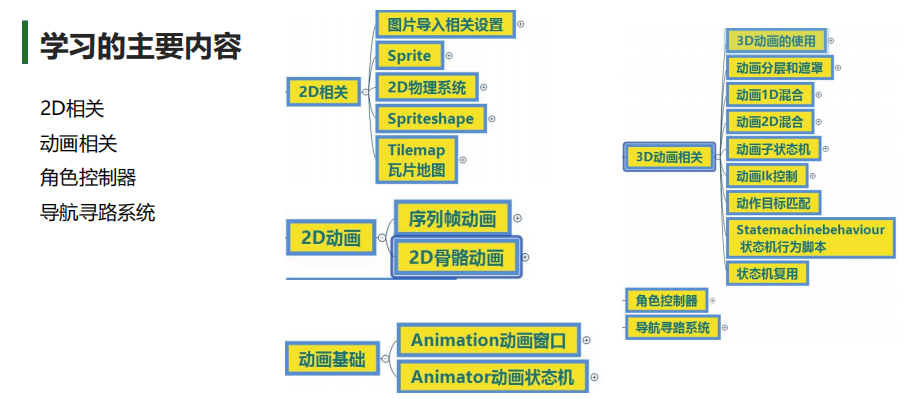 学习的主要内容
2D相关
动画相关
角色控制器
导航寻路系统
2D相关
图片导入相关设置
Sprite
2D物理系统
Spriteshape
Tilemap
瓦片地图
2D动画
序列帧动画
2D骨骼动画
动画基础
Animation动画窗口
Animator动画状态机
3D动画相关
3D动画的使用
动画分层和遮罩
动画1D混合
动画2D混合
动画子状态机
动画Ik控制
动作目标匹配
Statemachinebehaviour
状态机行为脚本
状态机复用
角色控制器
导航寻路系统